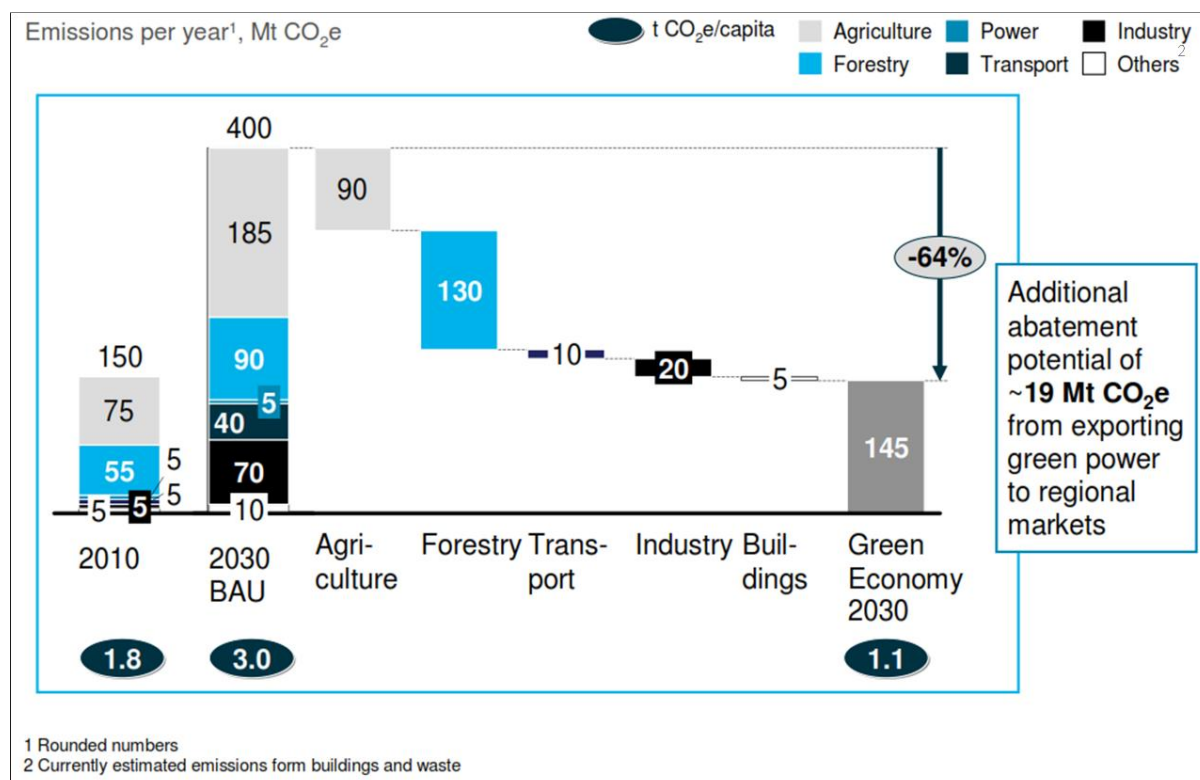 Emissions per year¹, Mt CO₂e
t CO₂e/capita
Agriculture
Power
Industry
Forestry
Transport
Others²
400
90
185
-64%
130
Additional
abatement
potential of
~19 Mt CO₂e
from exporting
green power
to regional
markets
90
150
5
10
75
40
20
5
55
5
70
145
5
5
5
10
2010
2030
BAU
Agri-
culture
Forestry
Trans-
port
Industry
Buil-
dings
Green
Economy
2030
1.8
3.0
1.1
1 Rounded numbers
2 Currently estimated emissions form buildings and waste